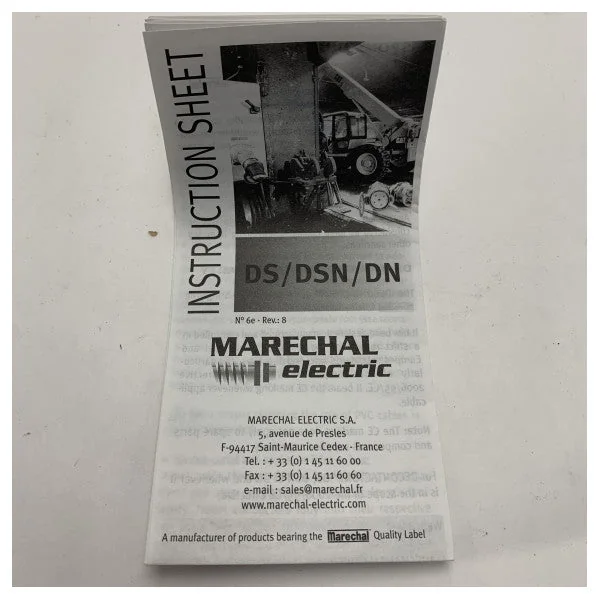 INSTRUCTION SHEET
DS/DSN/DN
N° 6e - Rev.: 8
MARECHAL
electric
MARECHAL ELECTRIC S.A.
5, avenue de Presles
F-94417 Saint-Maurice Cedex - France
Tel. : + 33 (0) 1 45 11 60 00
Fax : + 33 (0) 1 45 11 60 60
e-mail : sales@marechal.fr
www.marechal-electric.com
A manufacturer of products bearing the Marechal Quality Label